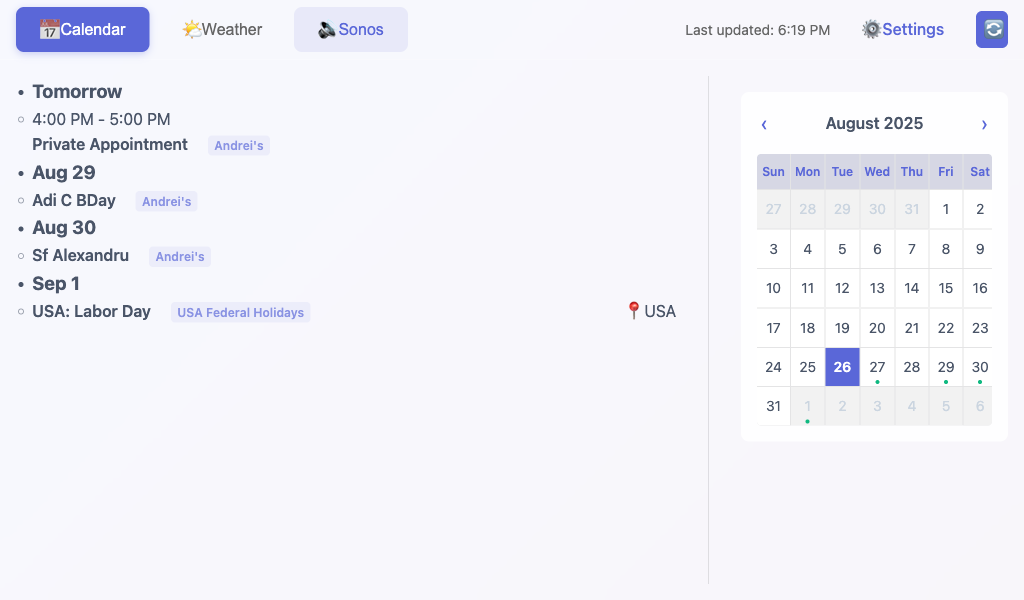 Calendar Weather Sonos Last updated: 6:19 PM Settings
Tomorrow
4:00 PM - 5:00 PM
Private Appointment Andrei's
Aug 29
Adi C BDay Andrei's
Aug 30
Sf Alexandru Andrei's
Sep 1
USA: Labor Day USA Federal Holidays USA
‹ August 2025 ›
Sun Mon Tue Wed Thu Fri Sat
27 28 29 30 31 1 2
3 4 5 6 7 8 9
10 11 12 13 14 15 16
17 18 19 20 21 22 23
24 25 26 27 28 29 30
31 1 2 3 4 5 6